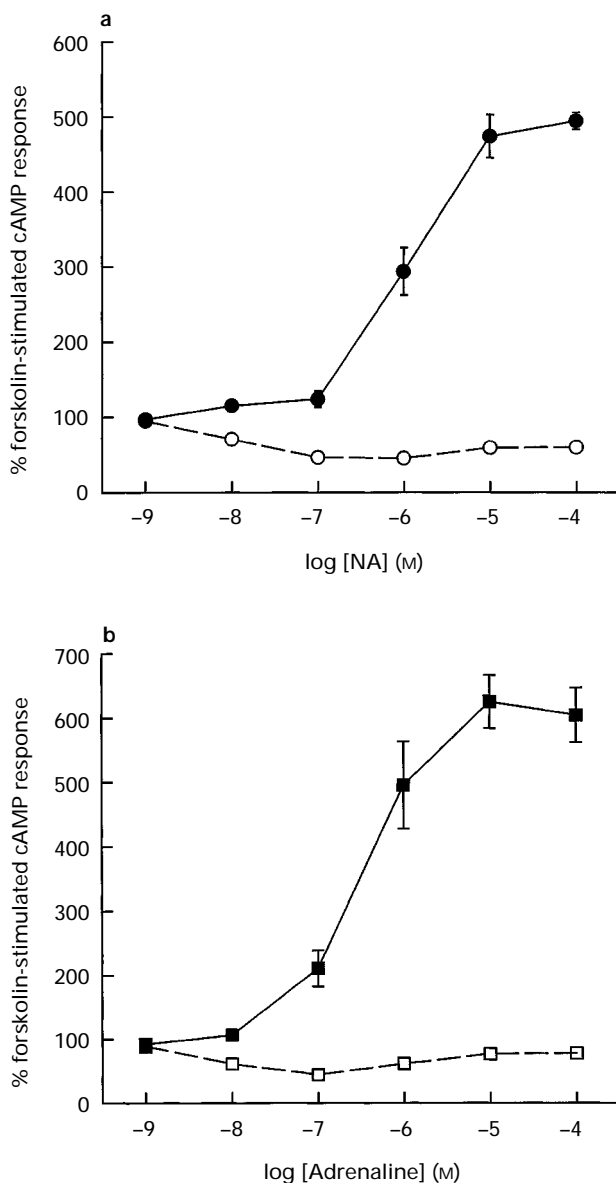 a
600
500
400
300
200
100
0
% forskolin-stimulated cAMP response
–9 –8 –7 –6 –5 –4
log [NA] (M)
b
700
600
500
400
300
200
100
0
% forskolin-stimulated cAMP response
–9 –8 –7 –6 –5 –4
log [Adrenaline] (M)